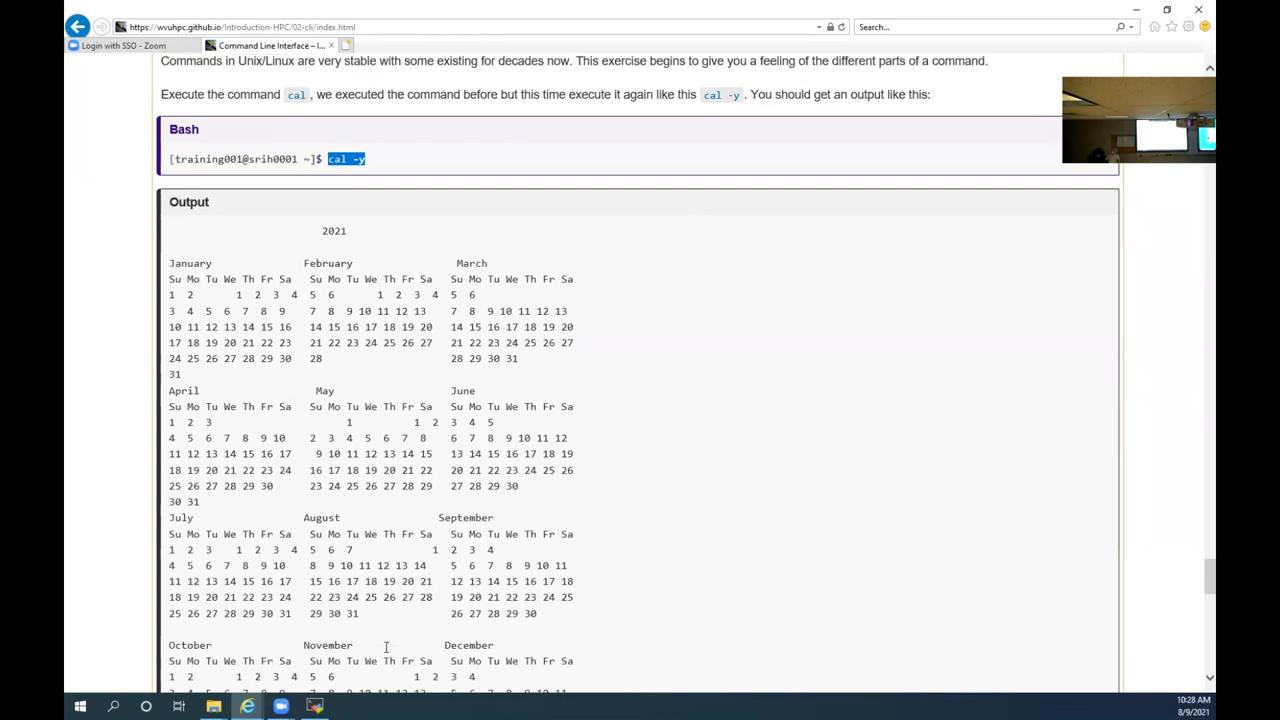 https://wvuhpc.github.io/Introduction-HPC/02-cli/index.html
Search...
Login with SSO - Zoom
Command Line Interface – I...
Commands in Unix/Linux are very stable with some existing for decades now. This exercise begins to give you a feeling of the different parts of a command.
Execute the command cal , we executed the command before but this time execute it again like this cal -y . You should get an output like this:
Bash
[training001@srih0001 ~]$ cal -y
Output
2021
January February March
Su Mo Tu We Th Fr Sa Su Mo Tu We Th Fr Sa Su Mo Tu We Th Fr Sa
1 2 1 2 3 4 5 6 1 2 3 4 5 6
3 4 5 6 7 8 9 7 8 9 10 11 12 13 7 8 9 10 11 12 13
10 11 12 13 14 15 16 14 15 16 17 18 19 20 14 15 16 17 18 19 20
17 18 19 20 21 22 23 21 22 23 24 25 26 27 21 22 23 24 25 26 27
24 25 26 27 28 29 30 28 28 29 30 31
31
April May June
Su Mo Tu We Th Fr Sa Su Mo Tu We Th Fr Sa Su Mo Tu We Th Fr Sa
1 2 3 1 1 2 3 4 5
4 5 6 7 8 9 10 2 3 4 5 6 7 8 6 7 8 9 10 11 12
11 12 13 14 15 16 17 9 10 11 12 13 14 15 13 14 15 16 17 18 19
18 19 20 21 22 23 24 16 17 18 19 20 21 22 20 21 22 23 24 25 26
25 26 27 28 29 30 23 24 25 26 27 28 29 27 28 29 30
30 31
July August September
Su Mo Tu We Th Fr Sa Su Mo Tu We Th Fr Sa Su Mo Tu We Th Fr Sa
1 2 3 1 2 3 4 5 6 7 1 2 3 4
4 5 6 7 8 9 10 8 9 10 11 12 13 14 5 6 7 8 9 10 11
11 12 13 14 15 16 17 15 16 17 18 19 20 21 12 13 14 15 16 17 18
18 19 20 21 22 23 24 22 23 24 25 26 27 28 19 20 21 22 23 24 25
25 26 27 28 29 30 31 29 30 31 26 27 28 29 30
October November December
Su Mo Tu We Th Fr Sa Su Mo Tu We Th Fr Sa Su Mo Tu We Th Fr Sa
1 2 1 2 3 4 5 6 1 2 3 4
10:28 AM
8/9/2021